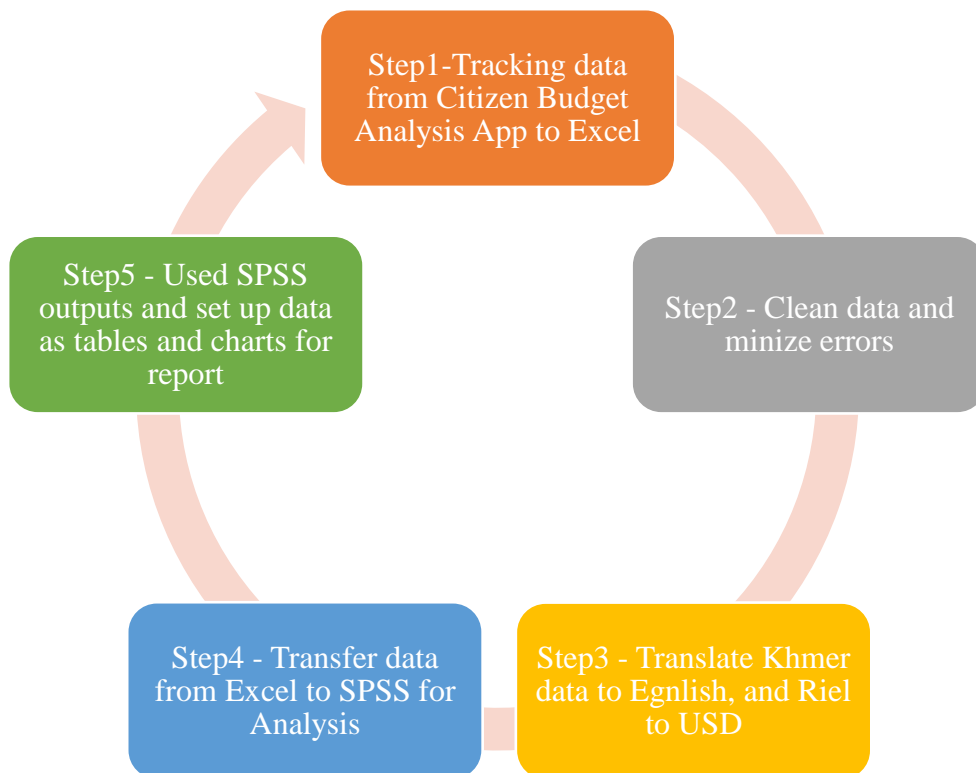 Step1-Tracking data
from Citizen Budget
Analysis App to Excel
Step2 - Clean data and
minize errors
Step3 - Translate Khmer
data to Egnlish, and Riel
to USD
Step4 - Transfer data
from Excel to SPSS for
Analysis
Step5 - Used SPSS
outputs and set up data
as tables and charts for
report